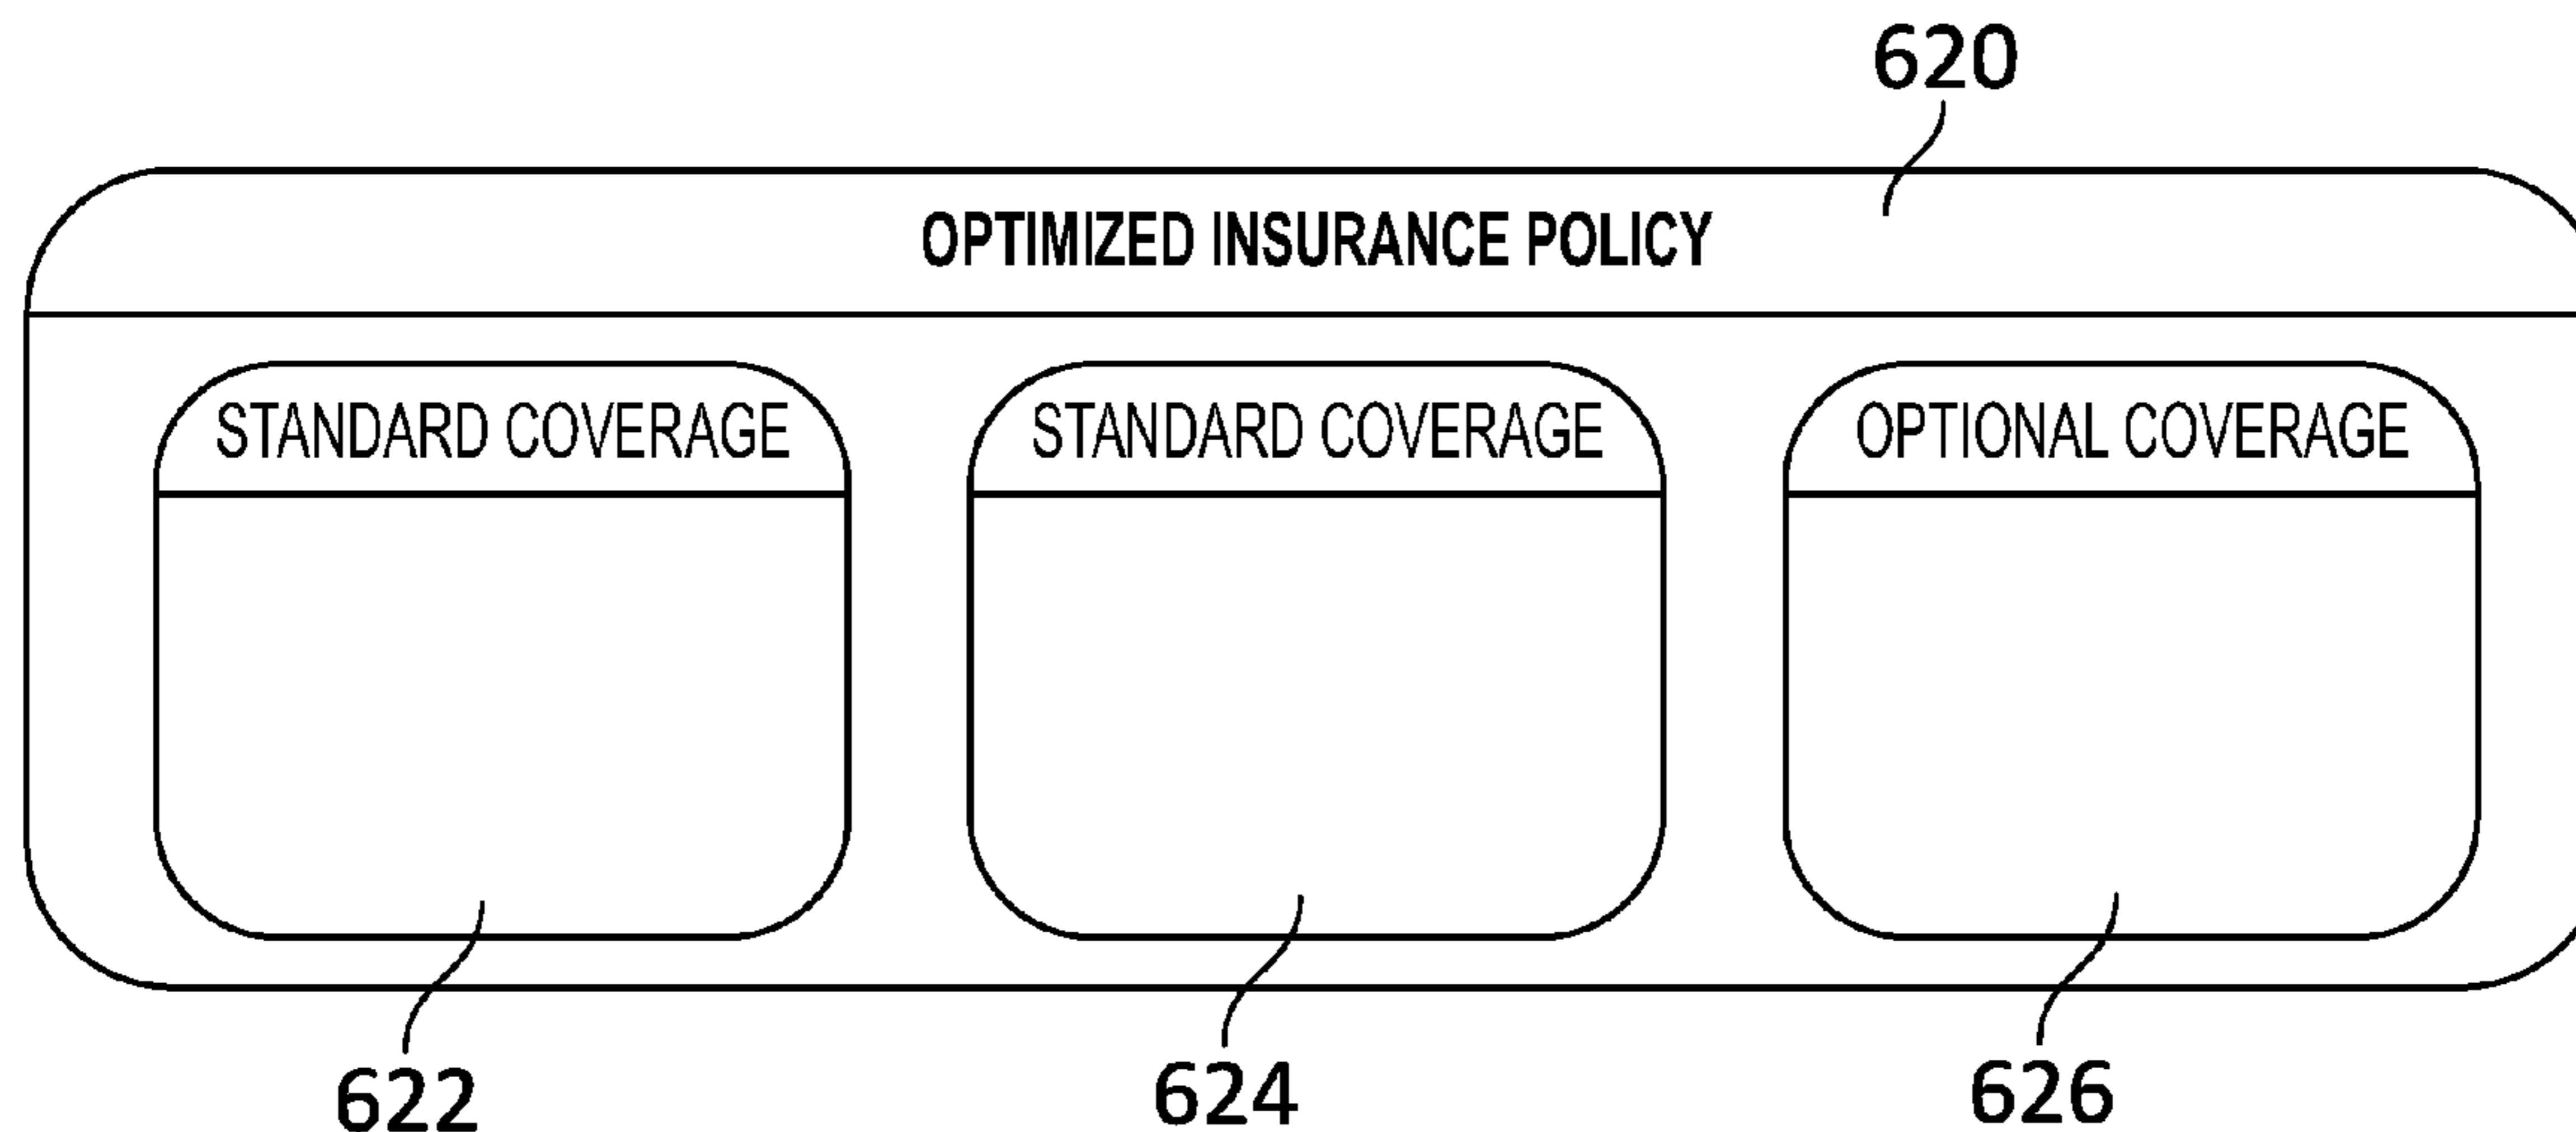 620
OPTIMIZED INSURANCE POLICY
STANDARD COVERAGE
STANDARD COVERAGE
OPTIONAL COVERAGE
622
624
626